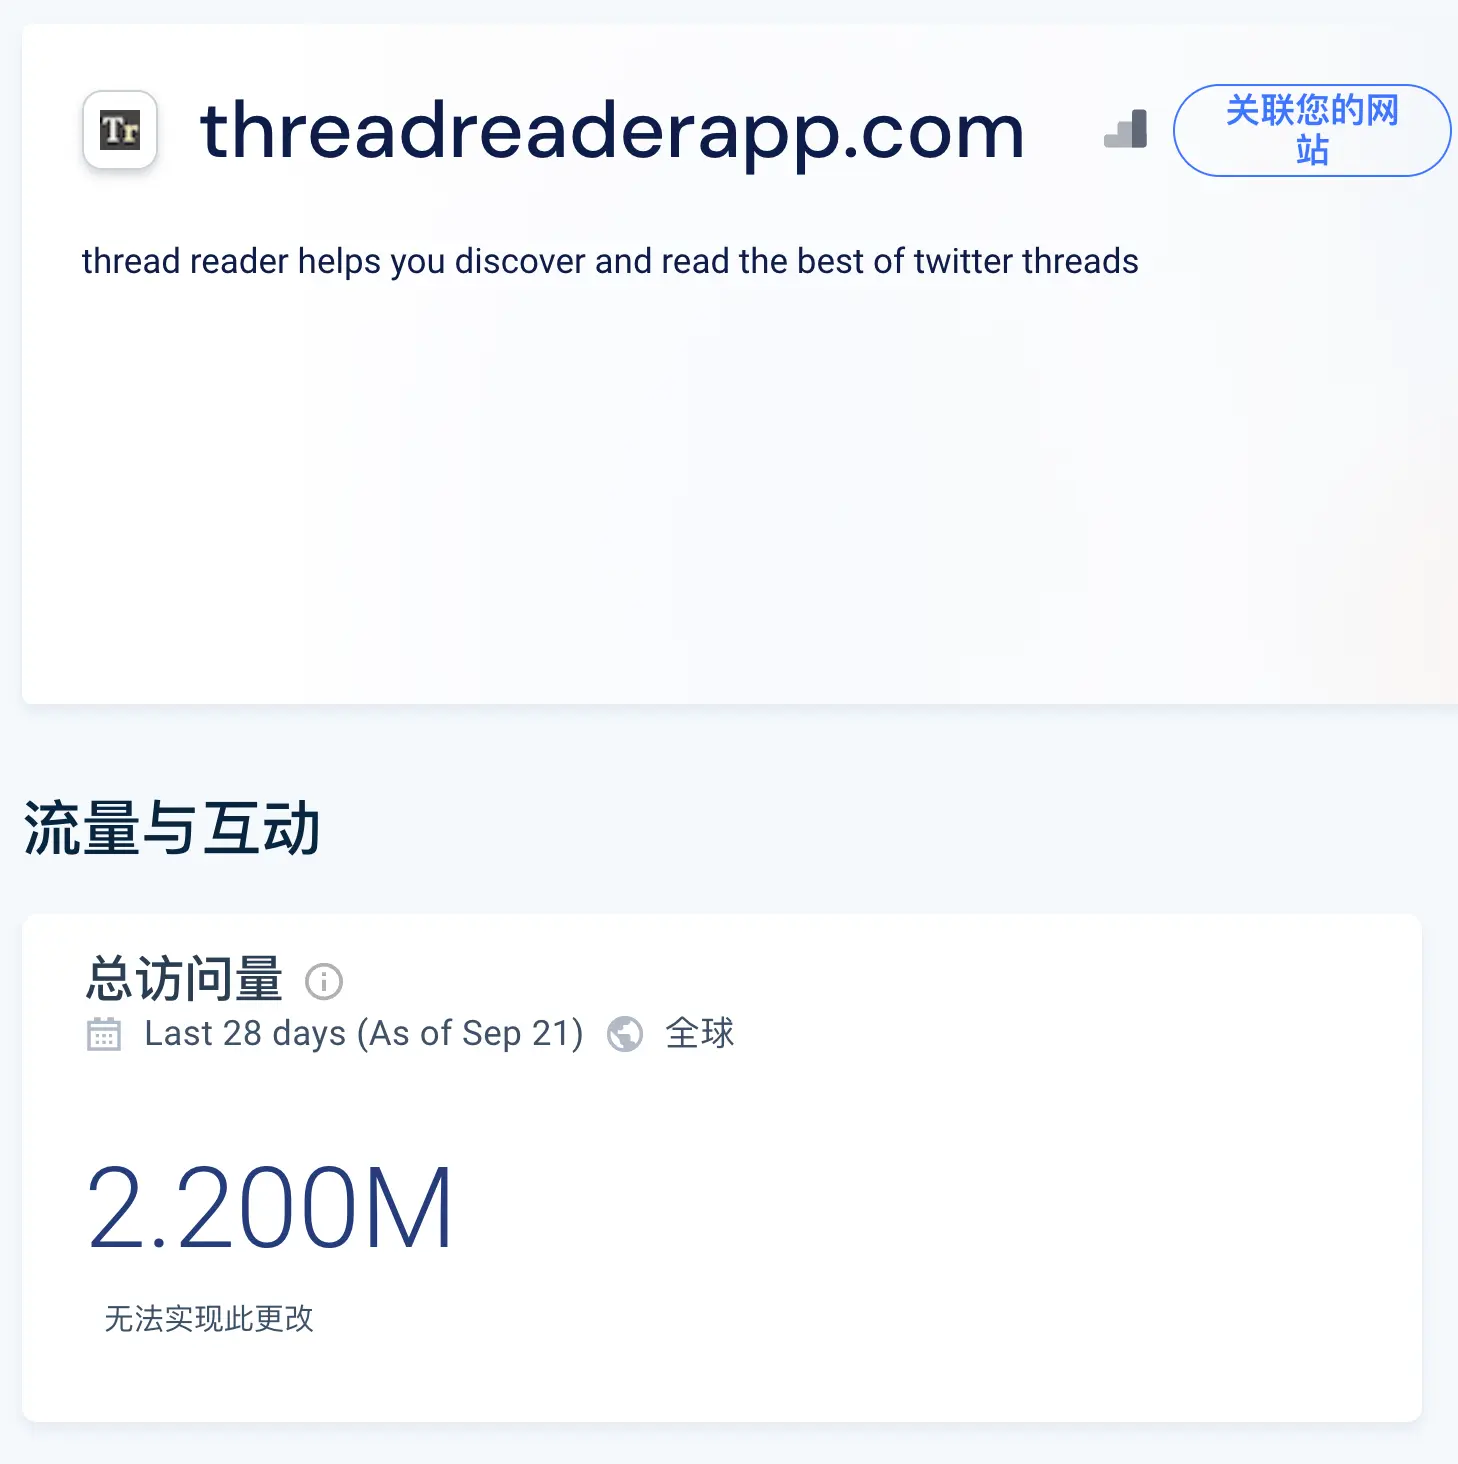 Tr
threadreaderapp.com
关联您的网
站
thread reader helps you discover and read the best of twitter threads
流量与互动
总访问量
Last 28 days (As of Sep 21) 全球
2.200M
无法实现此更改